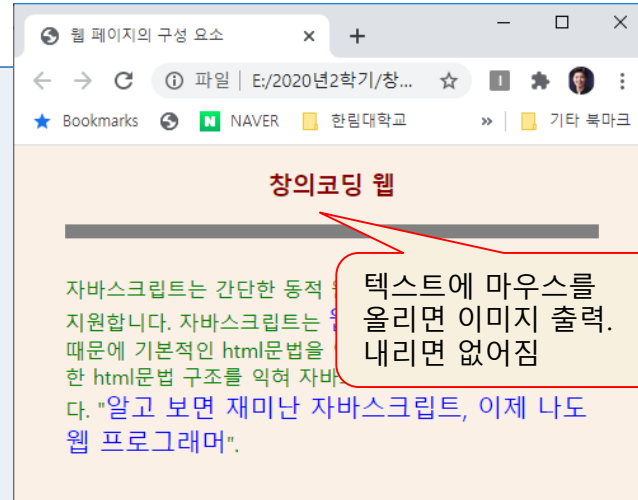 웹 페이지의 구성 요소
파일 | E:/2020년2학기/창...
Bookmarks NAVER 한림대학교 » 기타 북마크
창의코딩 웹
텍스트에 마우스를
올리면 이미지 출력.
내리면 없어짐
자바스크립트는 간단한 동적
지원합니다. 자바스크립트는
때문에 기본적인 html문법을
한 html문법 구조를 익혀
다. "알고 보면 재미난 자바스크립트, 이제 나도
웹 프로그래머".